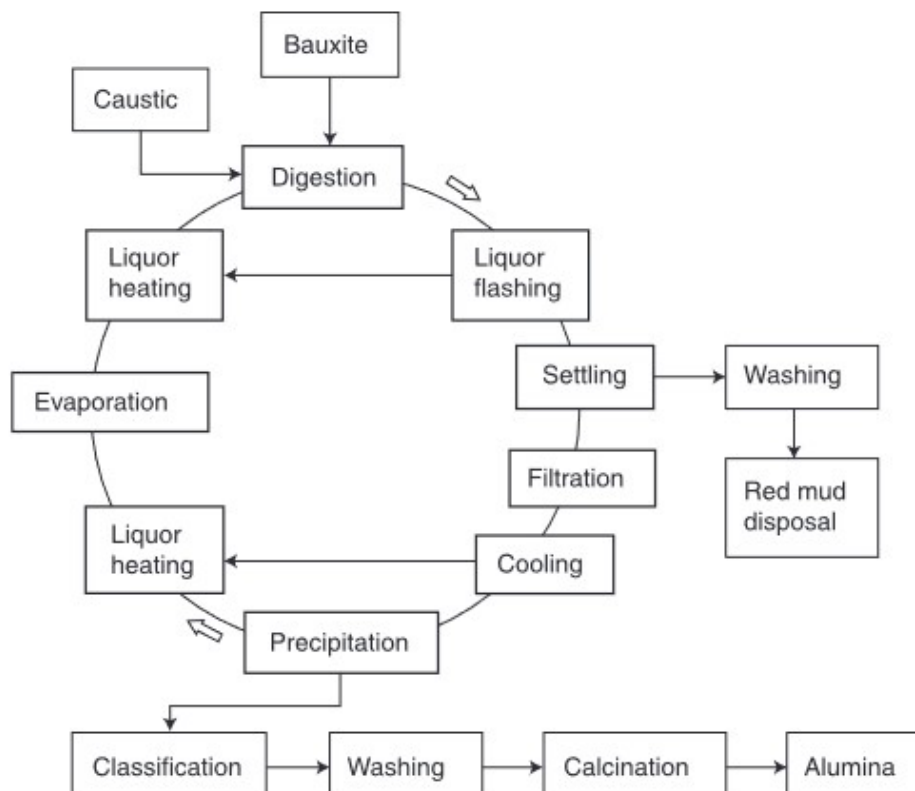 Bauxite
Caustic
Digestion
Liquor
heating
Liquor
flashing
Settling
Washing
Evaporation
Filtration
Red mud
disposal
Liquor
heating
Cooling
Precipitation
Classification
Washing
Calcination
Alumina